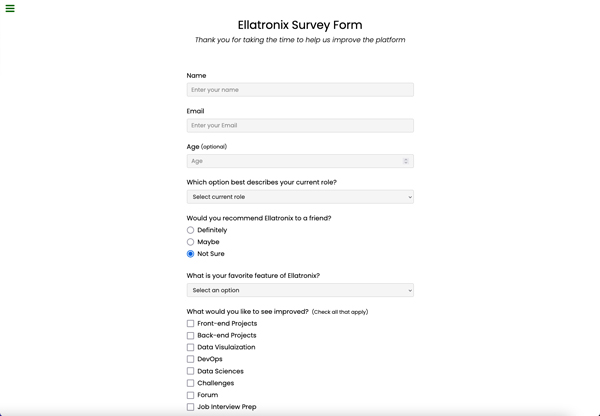 Ellatronix Survey Form
Thank you for taking the time to help us improve the platform
Name
Enter your name
Email
Enter your Email
Age (optional)
Age
Which option best describes your current role?
Select current role
Would you recommend Ellatronix to a friend?
Definitely
Maybe
Not Sure
What is your favorite feature of Ellatronix?
Select an option
What would you like to see improved? (Check all that apply)
Front-end Projects
Back-end Projects
Data Visulaization
DevOps
Data Sciences
Challenges
Forum
Job Interview Prep